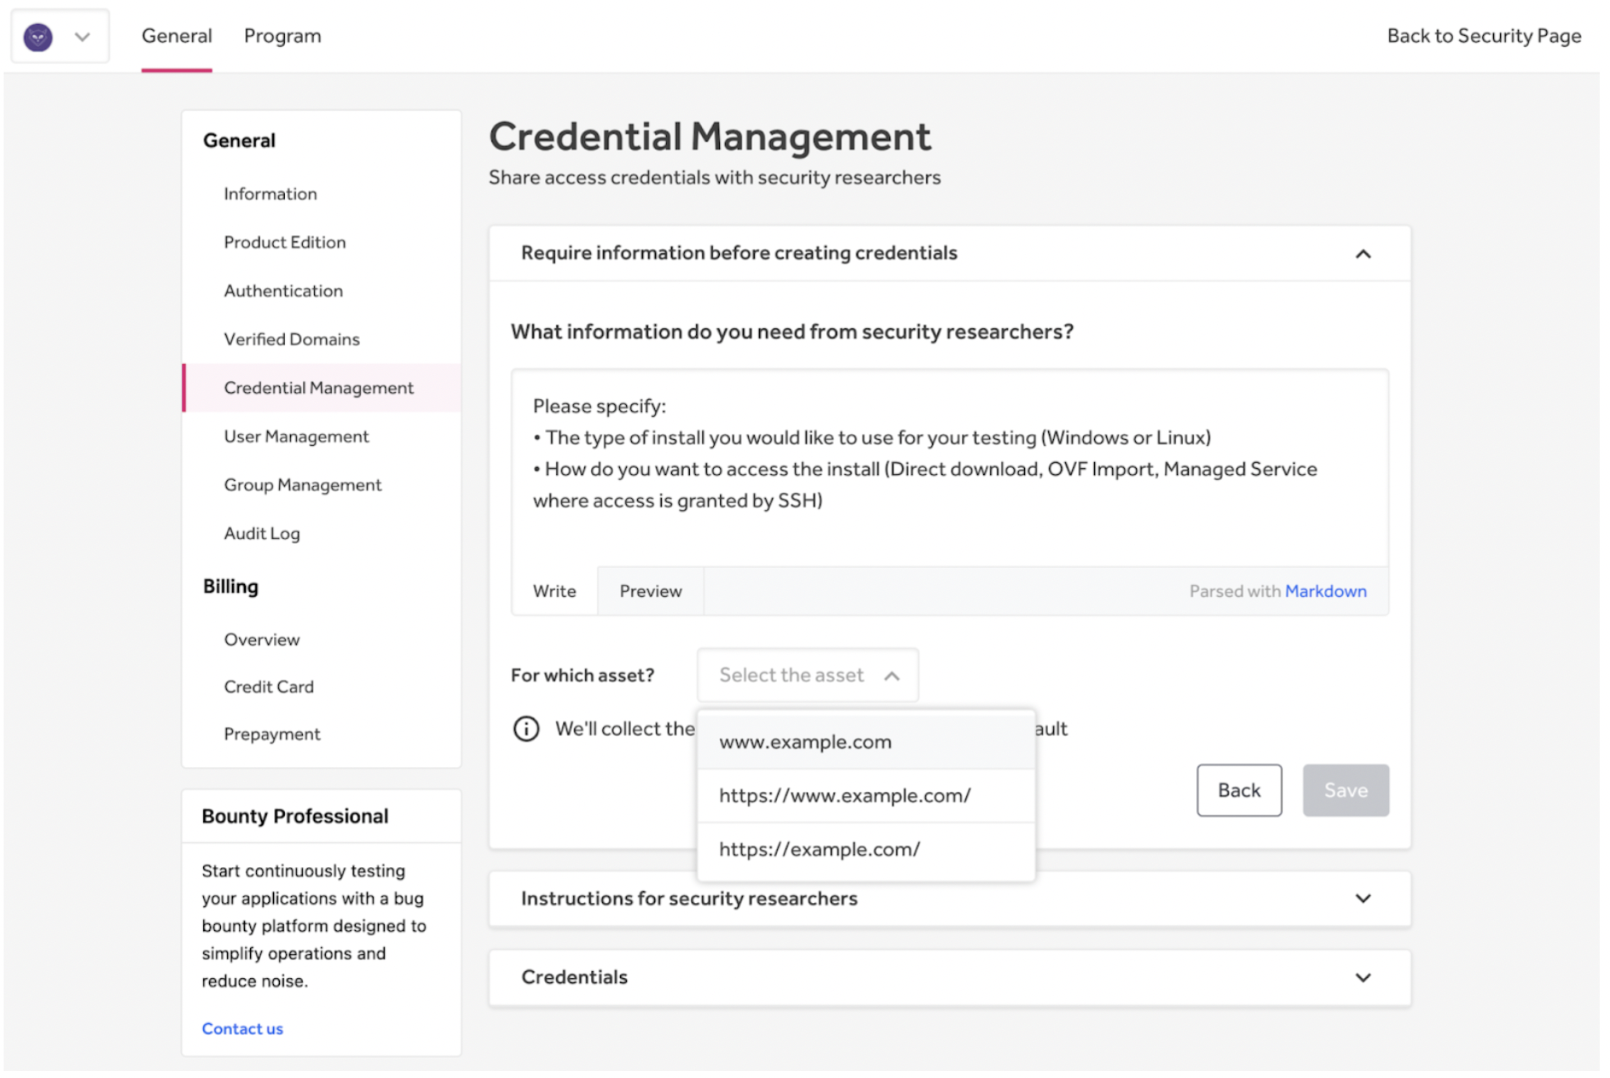 General Program Back to Security Page
General
Information
Product Edition
Authentication
Verified Domains
Credential Management
User Management
Group Management
Audit Log
Billing
Overview
Credit Card
Prepayment
Bounty Professional
Start continuously testing
your applications with a bug
bounty platform designed to
simplify operations and
reduce noise.
Contact us
Credential Management
Share access credentials with security researchers
Require information before creating credentials
What information do you need from security researchers?
Please specify:
• The type of install you would like to use for your testing (Windows or Linux)
• How do you want to access the install (Direct download, OVF Import, Managed Service
where access is granted by SSH)
Write Preview Parsed with Markdown
For which asset? Select the asset
We'll collect the ault
www.example.com
https://www.example.com/
https://example.com/
Back Save
Instructions for security researchers
Credentials